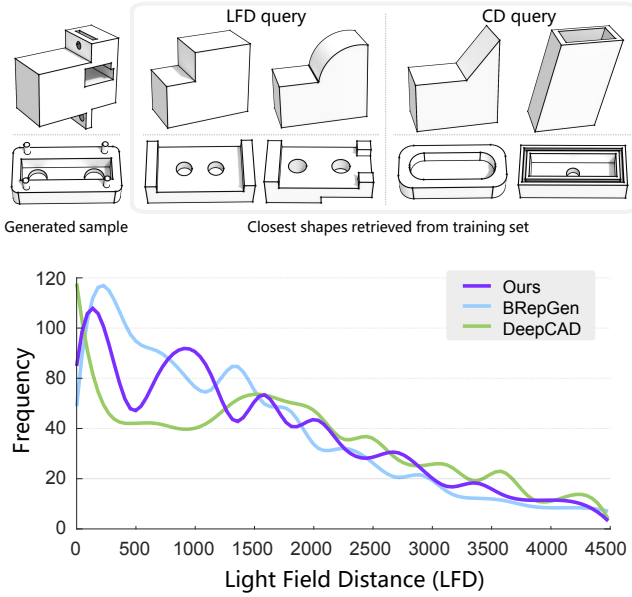 LFD query
CD query
Generated sample
Closest shapes retrieved from training set
120
100
80
60
40
20
0
Frequency
Ours
BRepGen
DeepCAD
0 500 1000 1500 2000 2500 3000 3500 4000 4500
Light Field Distance (LFD)